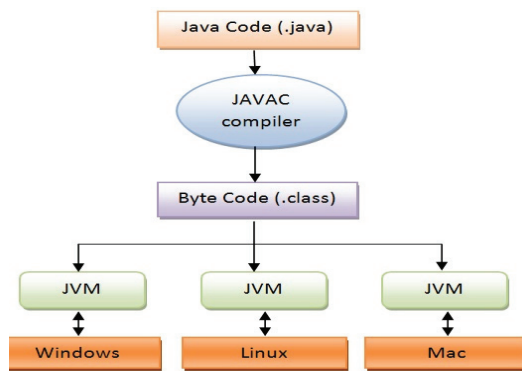 Java Code (.java)
JAVAC
compiler
Byte Code (.class)
JVM
JVM
JVM
Windows
Linux
Mac